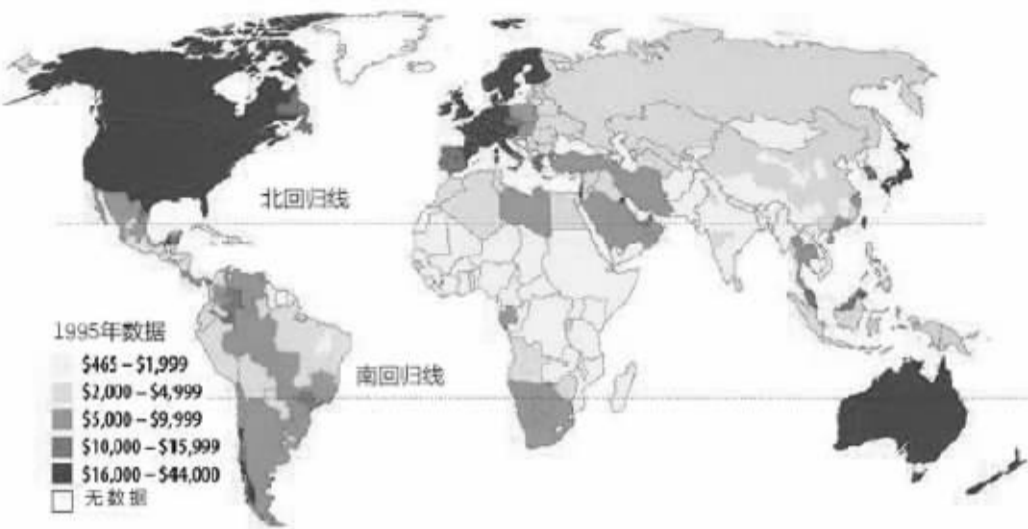 北回归线
南回归线
1995年数据
$465 – $1,999
$2,000 – $4,999
$5,000 – $9,999
$10,000 – $15,999
$16,000 – $44,000
无数据